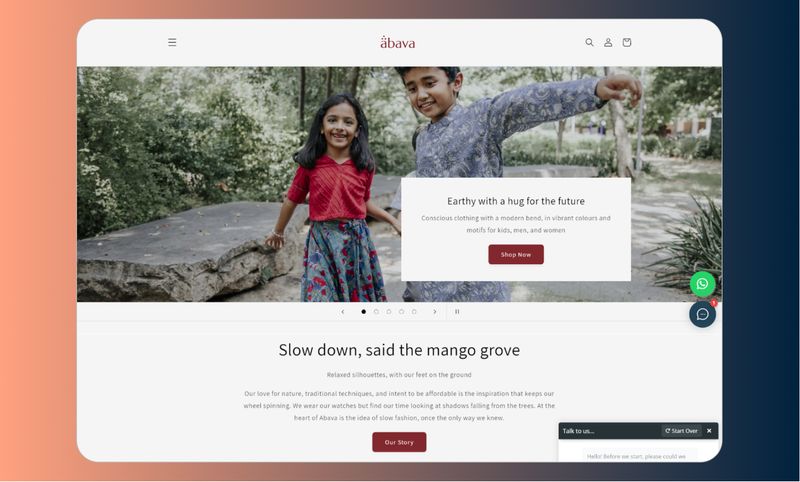 äbava
Earthy with a hug for the future
Conscious clothing with a modern bend, in vibrant colours and
motifs for kids, men, and women
Shop Now
1
Slow down, said the mango grove
Relaxed silhouettes, with our feet on the ground
Our love for nature, traditional techniques, and intent to be affordable is the inspiration that keeps our
wheel spinning. We wear our watches but find our time looking at shadows falling from the trees. At the
heart of Abava is the idea of slow fashion, once the only way we knew.
Our Story
Talk to us...
Start Over
Hello! Before we start, please could we